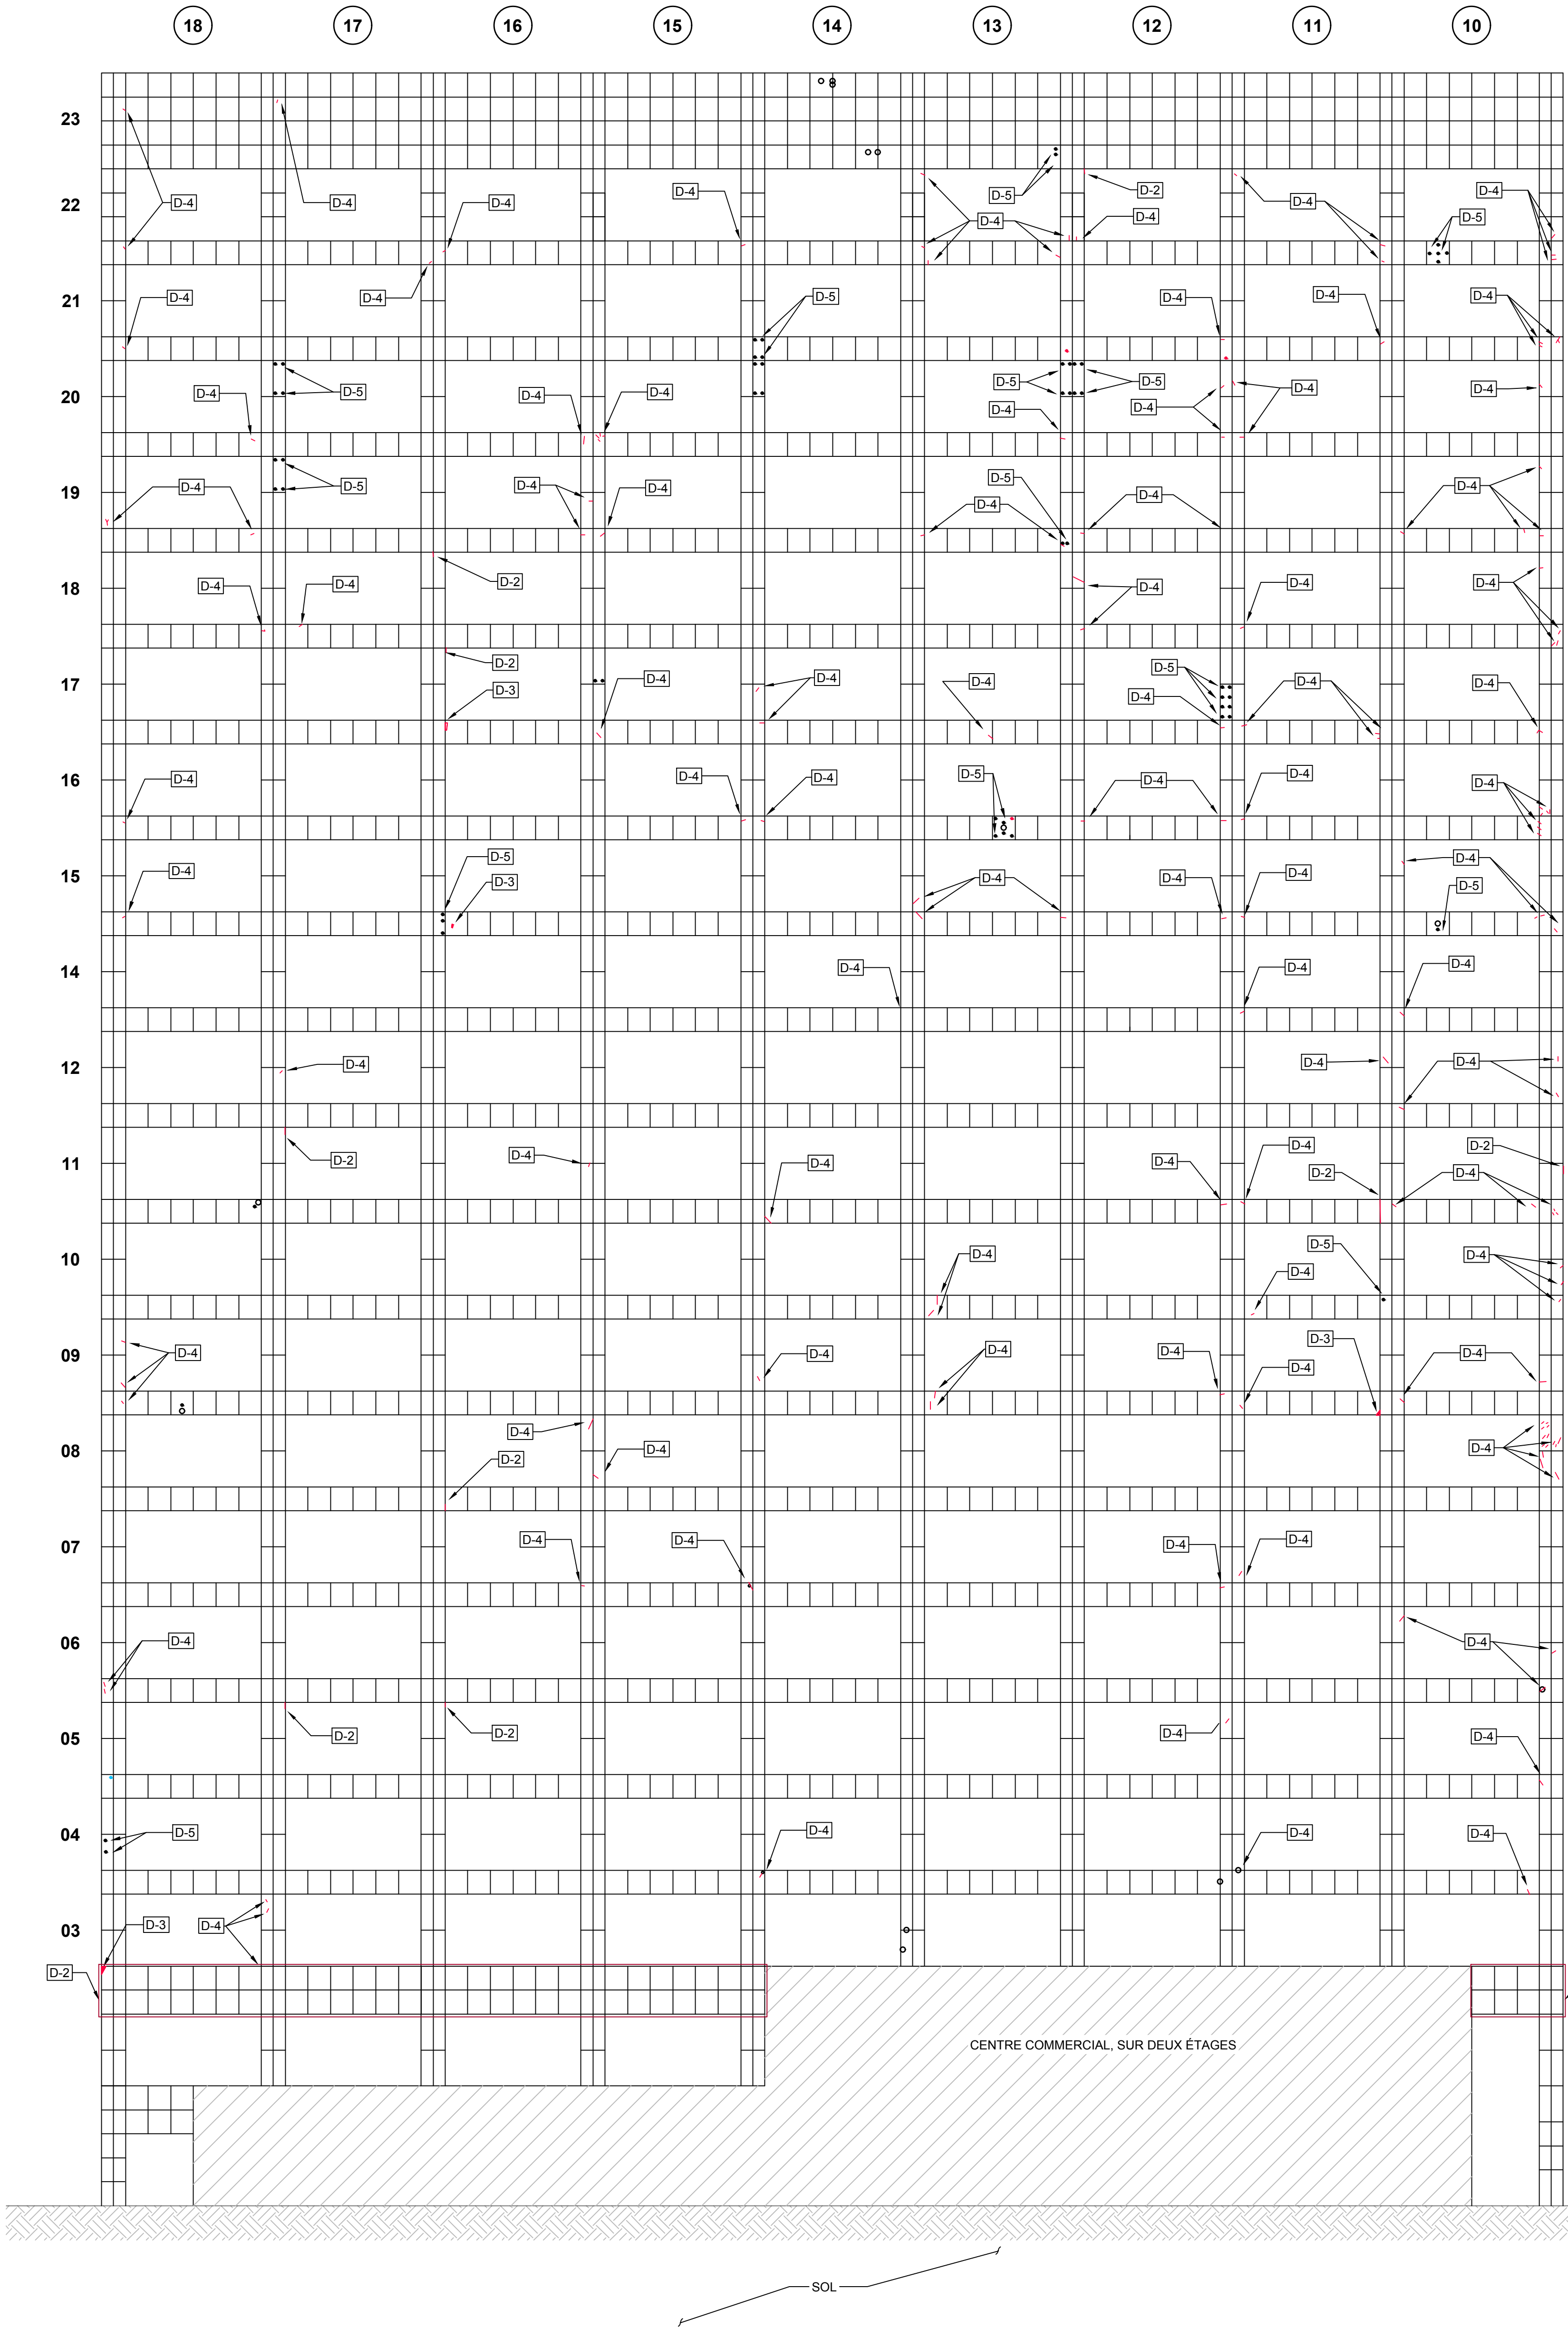 18 17 16 15 14 13 12 11 10
23
22 D-4 D-4 D-4 D-4 D-5 D-4 D-2 D-4 D-4 D-4 D-5
21 D-4 D-4 D-5 D-4 D-4 D-4
20 D-4 D-5 D-4 D-4 D-5 D-4 D-5 D-4 D-4 D-4
19 D-4 D-5 D-4 D-4 D-5 D-4 D-4 D-4
18 D-4 D-4 D-2 D-4 D-4 D-4
17 D-2 D-3 D-4 D-4 D-4 D-5 D-4 D-4 D-4
16 D-4 D-4 D-4 D-5 D-4 D-4 D-4
15 D-4 D-5 D-3 D-4 D-4 D-4 D-4 D-5
14 D-4 D-4 D-4
12 D-4 D-4 D-4
11 D-2 D-4 D-4 D-4 D-4 D-2 D-2 D-4
10 D-4 D-5 D-4 D-4
09 D-4 D-4 D-4 D-4 D-3 D-4 D-4
08 D-4 D-2 D-4 D-4
07 D-4 D-4 D-4 D-4
06 D-4 D-4
05 D-2 D-2 D-4 D-4
04 D-5 D-4 D-4 D-4
03 D-3 D-4
D-2
CENTRE COMMERCIAL, SUR DEUX ÉTAGES
SOL